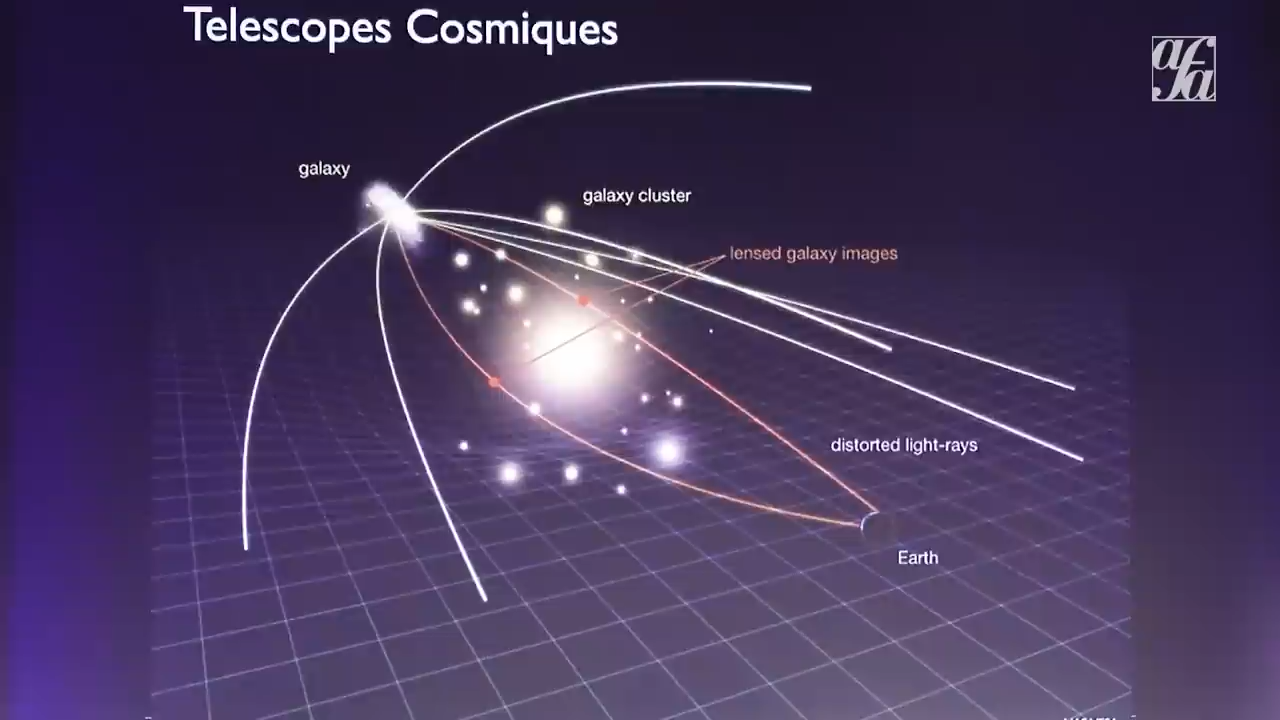 Telescopes Cosmiques
afa
galaxy
galaxy cluster
lensed galaxy images
distorted light-rays
Earth